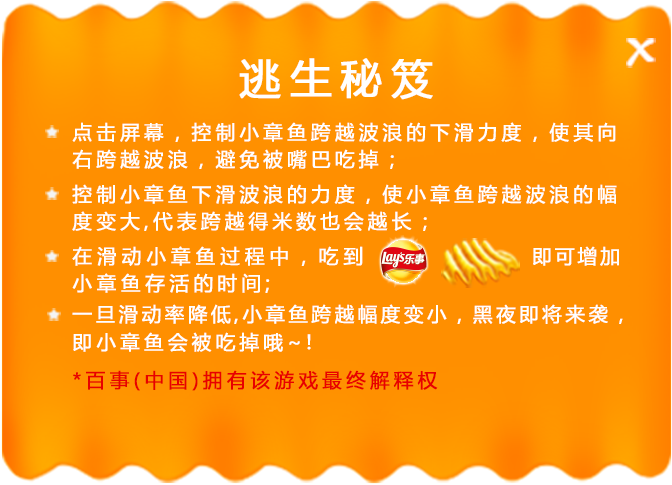 逃生秘笈
点击屏幕，控制小章鱼跨越波浪的下滑力度，使其向
右跨越波浪，避免被嘴巴吃掉；
控制小章鱼下滑波浪的力度，使小章鱼跨越波浪的幅
度变大,代表跨越得米数也会越长；
在滑动小章鱼过程中，吃到 Lay's乐事 即可增加
小章鱼存活的时间;
一旦滑动率降低,小章鱼跨越幅度变小，黑夜即将来袭，
即小章鱼会被吃掉哦~!
*百事(中国)拥有该游戏最终解释权